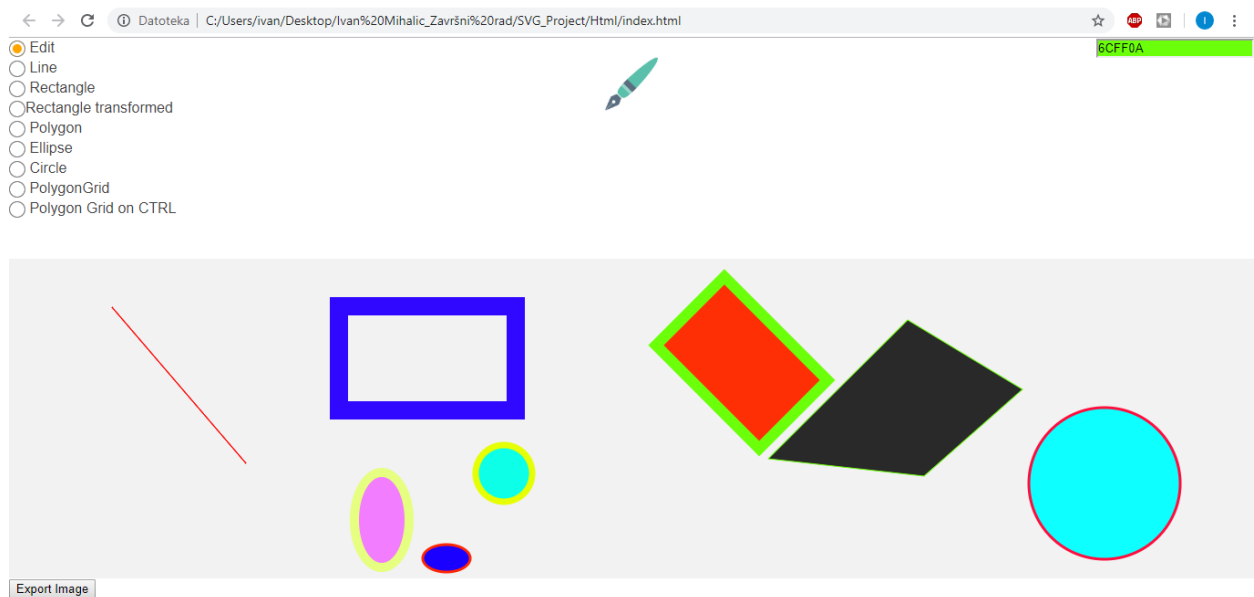 Datoteka | C:/Users/ivan/Desktop/Ivan%20Mihalic_Završni%20rad/SVG_Project/Html/index.html
ABP
I
Edit
6CFF0A
Line
Rectangle
Rectangle transformed
Polygon
Ellipse
Circle
PolygonGrid
Polygon Grid on CTRL
Export Image